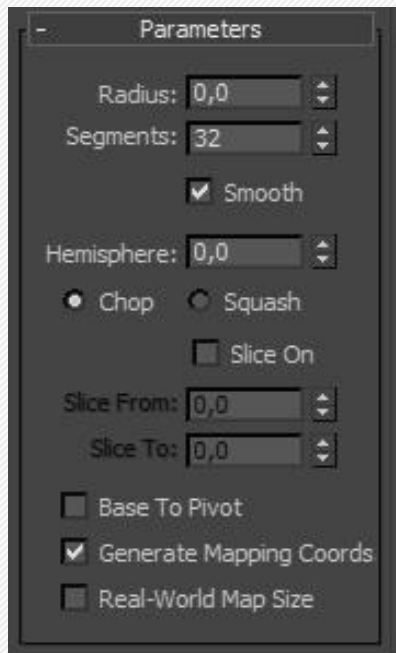 - Parameters
Radius: 0,0
Segments: 32
Smooth
Hemisphere: 0,0
Chop Squash
Slice On
Slice From: 0,0
Slice To: 0,0
Base To Pivot
Generate Mapping Coords
Real-World Map Size